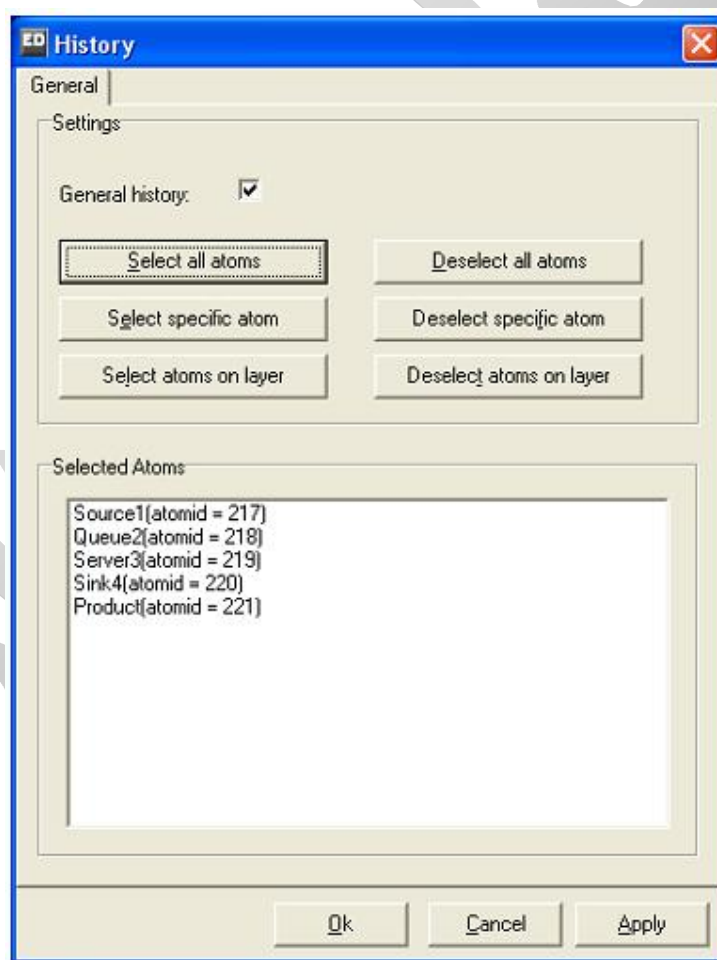 ED History
General
Settings
General history:
Select all atoms
Deselect all atoms
Select specific atom
Deselect specific atom
Select atoms on layer
Deselect atoms on layer
Selected Atoms
Source1(atomid = 217)
Queue2(atomid = 218)
Server3(atomid = 219)
Sink4(atomid = 220)
Product(atomid = 221)
Ok
Cancel
Apply